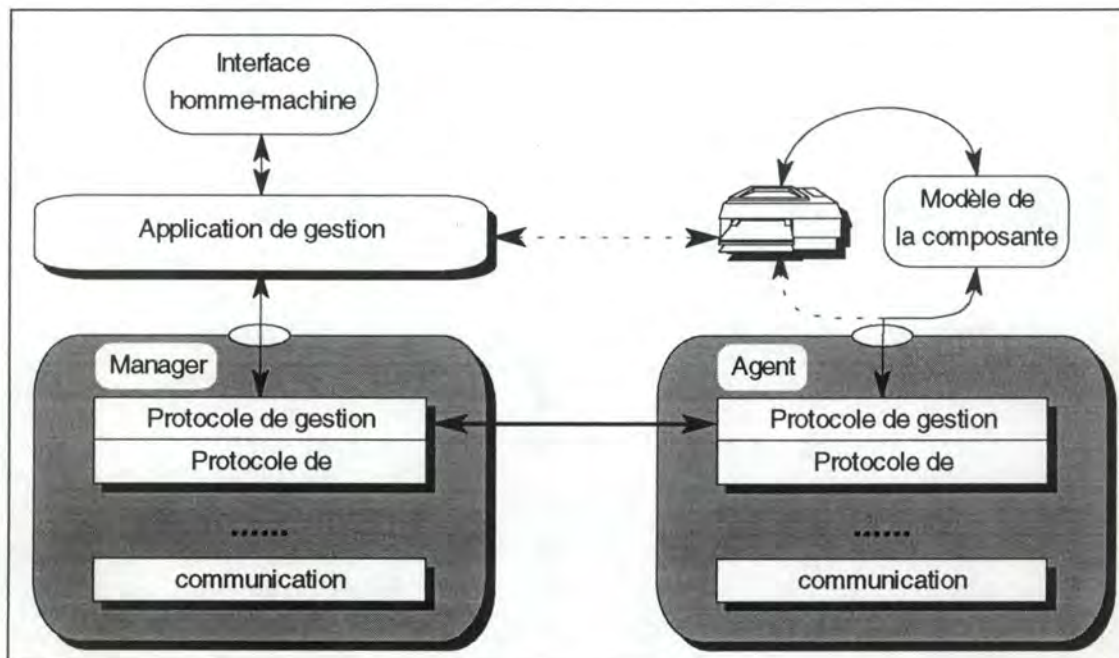 Interface
homme-machine
Application de gestion
Modèle de
la composante
Manager
Protocole de gestion
Protocole de
......
communication
Agent
Protocole de gestion
Protocole de
......
communication